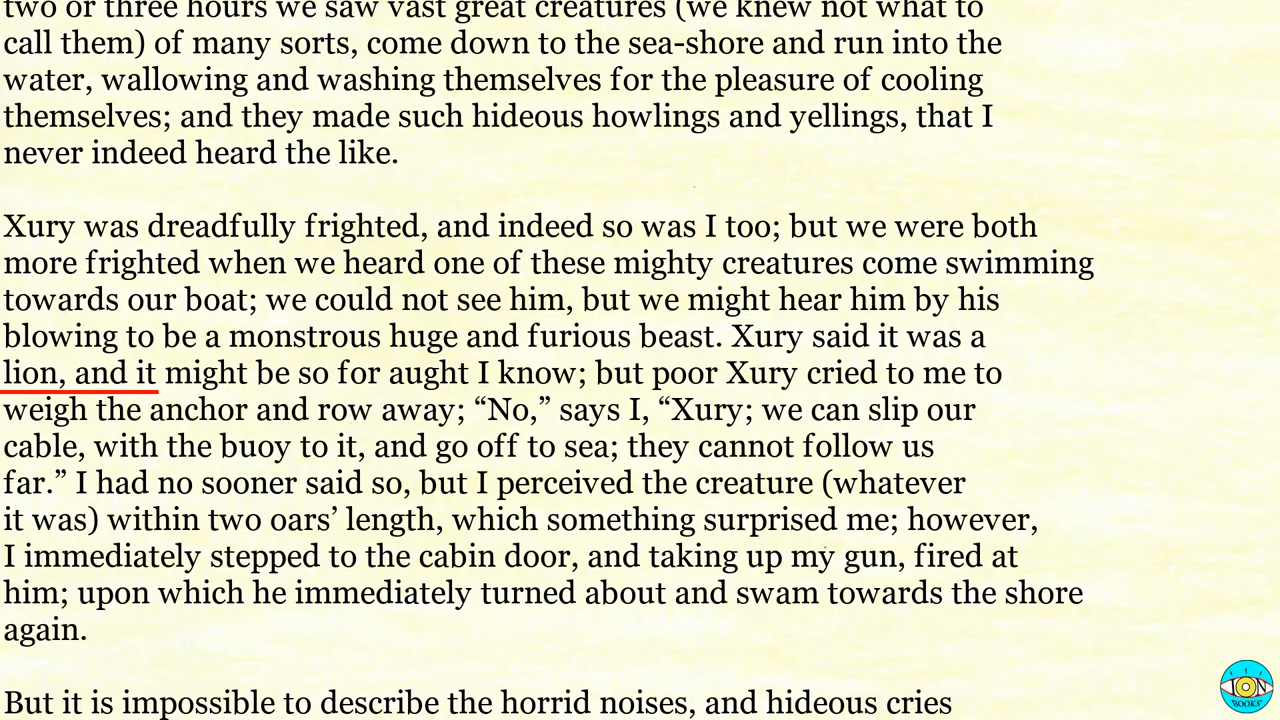 two or three hours we saw vast great creatures (we knew not what to
call them) of many sorts, come down to the sea-shore and run into the
water, wallowing and washing themselves for the pleasure of cooling
themselves; and they made such hideous howlings and yellings, that I
never indeed heard the like.
Xury was dreadfully frighted, and indeed so was I too; but we were both
more frighted when we heard one of these mighty creatures come swimming
towards our boat; we could not see him, but we might hear him by his
blowing to be a monstrous huge and furious beast. Xury said it was a
lion, and it might be so for aught I know; but poor Xury cried to me to
weigh the anchor and row away; “No,” says I, “Xury; we can slip our
cable, with the buoy to it, and go off to sea; they cannot follow us
far.” I had no sooner said so, but I perceived the creature (whatever
it was) within two oars’ length, which something surprised me; however,
I immediately stepped to the cabin door, and taking up my gun, fired at
him; upon which he immediately turned about and swam towards the shore
again.
But it is impossible to describe the horrid noises, and hideous cries
ION
BOOKS